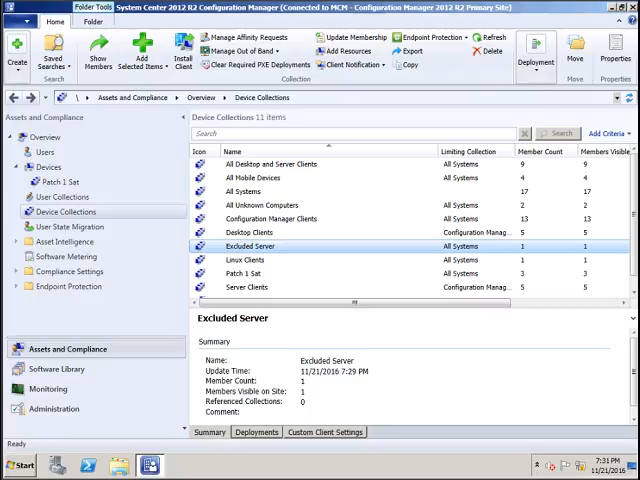 Folder Tools
System Center 2012 R2 Configuration Manager (Connected to MCM - Configuration Manager 2012 R2 Primary Site)
Home
Folder
Create
Saved Searches
Search
Show Members
Add Selected Items
Install Client
Manage Affinity Requests
Manage Out of Band
Clear Required PXE Deployments
Update Membership
Add Resources
Client Notification
Endpoint Protection
Export
Copy
Refresh
Delete
Collection
Deployment
Move
Properties
Move
Properties
\ Assets and Compliance Overview Device Collections
Assets and Compliance
Overview
Users
Devices
Patch 1 Sat
User Collections
Device Collections
User State Migration
Asset Intelligence
Software Metering
Compliance Settings
Endpoint Protection
Assets and Compliance
Software Library
Monitoring
Administration
Device Collections 11 items
Search
Search
Add Criteria
Icon Name Limiting Collection Member Count Members Visible
All Desktop and Server Clients All Systems 9 9
All Mobile Devices All Systems 4 4
All Systems 17 17
All Unknown Computers All Systems 2 2
Configuration Manager Clients All Systems 13 13
Desktop Clients Configuration Manag... 5 5
Excluded Server All Systems 1 1
Linux Clients All Systems 1 1
Patch 1 Sat All Systems 3 3
Server Clients Configuration Manag... 5 5
Excluded Server
Summary
Name: Excluded Server
Update Time: 11/21/2016 7:29 PM
Member Count: 1
Members Visible on Site: 1
Referenced Collections: 0
Comment:
Summary Deployments Custom Client Settings
Ready
Start
7:31 PM
11/21/2016